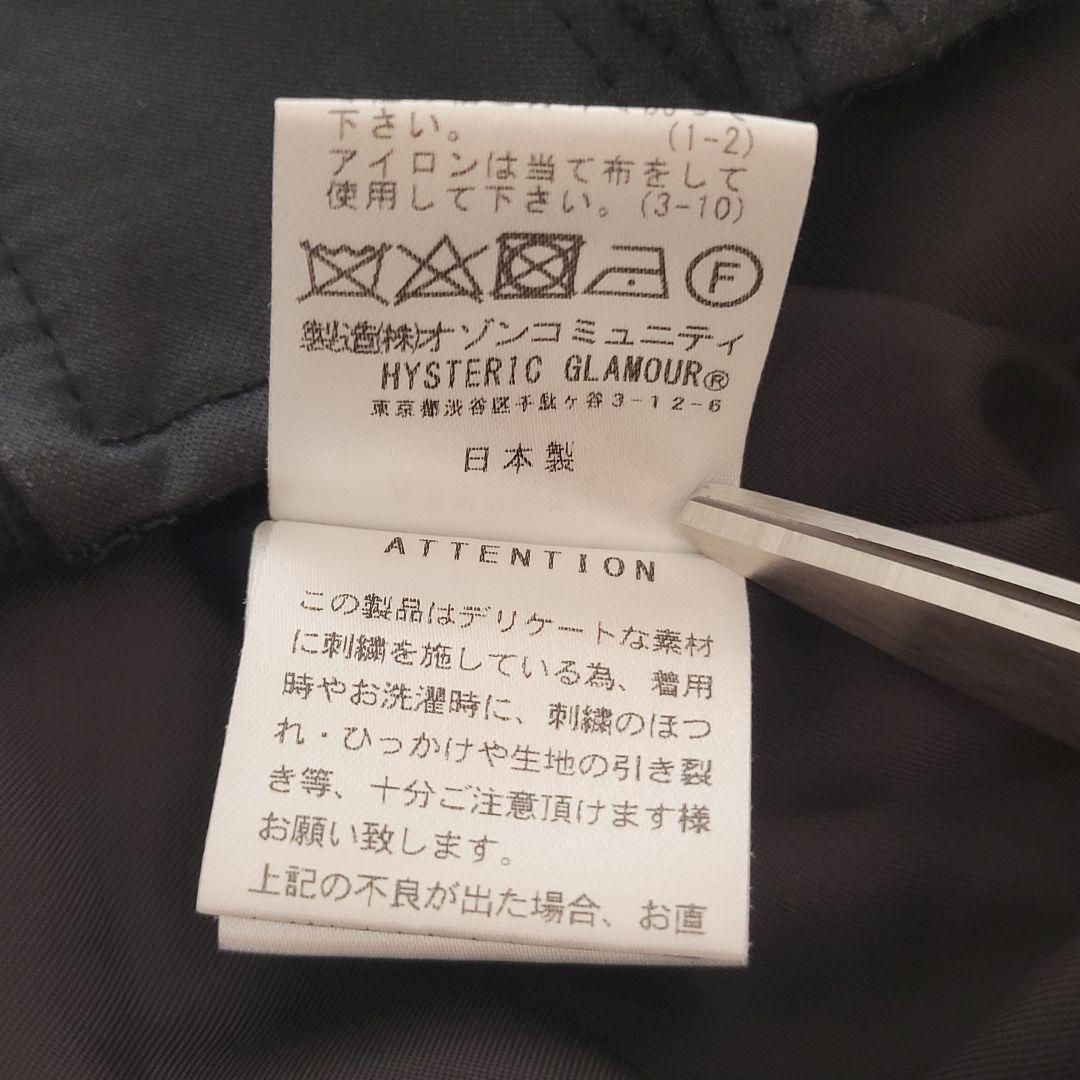 下さい。 (1-2)
アイロンは当て布をして
使用して下さい。(3-10)
F
(株)オゾンコミュニティ
HYSTERIC GLAMOUR®
東京都渋谷区千駄ヶ谷3-12-6
日本製
ATTENTION
この製品はデリケートな素材
に刺繍を施している為、着用
時やお洗濯時に、刺繍のほつ
れ・ひっかけや生地の引き裂
き等、十分ご注意頂けます様
お願い致します。
上記の不良が出た場合、お直